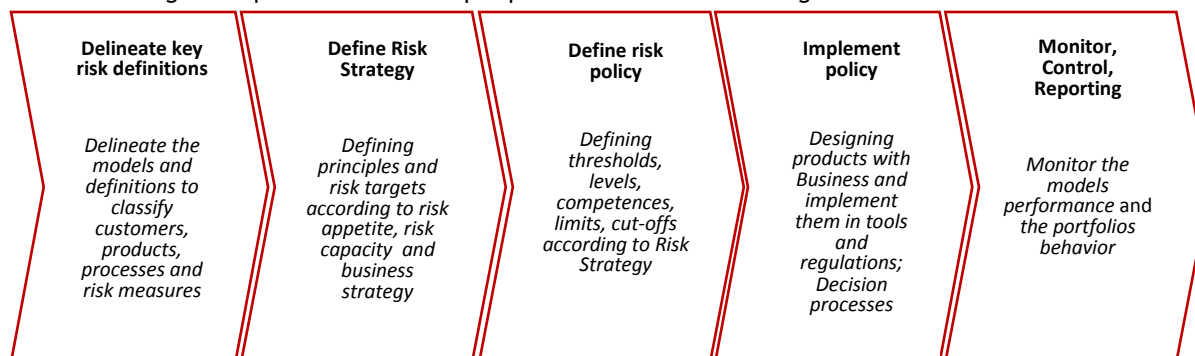 Delineate key
risk definitions
Delineate the
models and
definitions to
classify
customers,
products,
processes and
risk measures
Define Risk
Strategy
Defining
principles and
risk targets
according to risk
appetite, risk
capacity and
business
strategy
Define risk
policy
Defining
thresholds,
levels,
competences,
limits, cut-offs
according to Risk
Strategy
Implement
policy
Designing
products with
Business and
implement
them in tools
and
regulations;
Decision
processes
Monitor,
Control,
Reporting
Monitor the
models
performance and
the portfolios
behavior